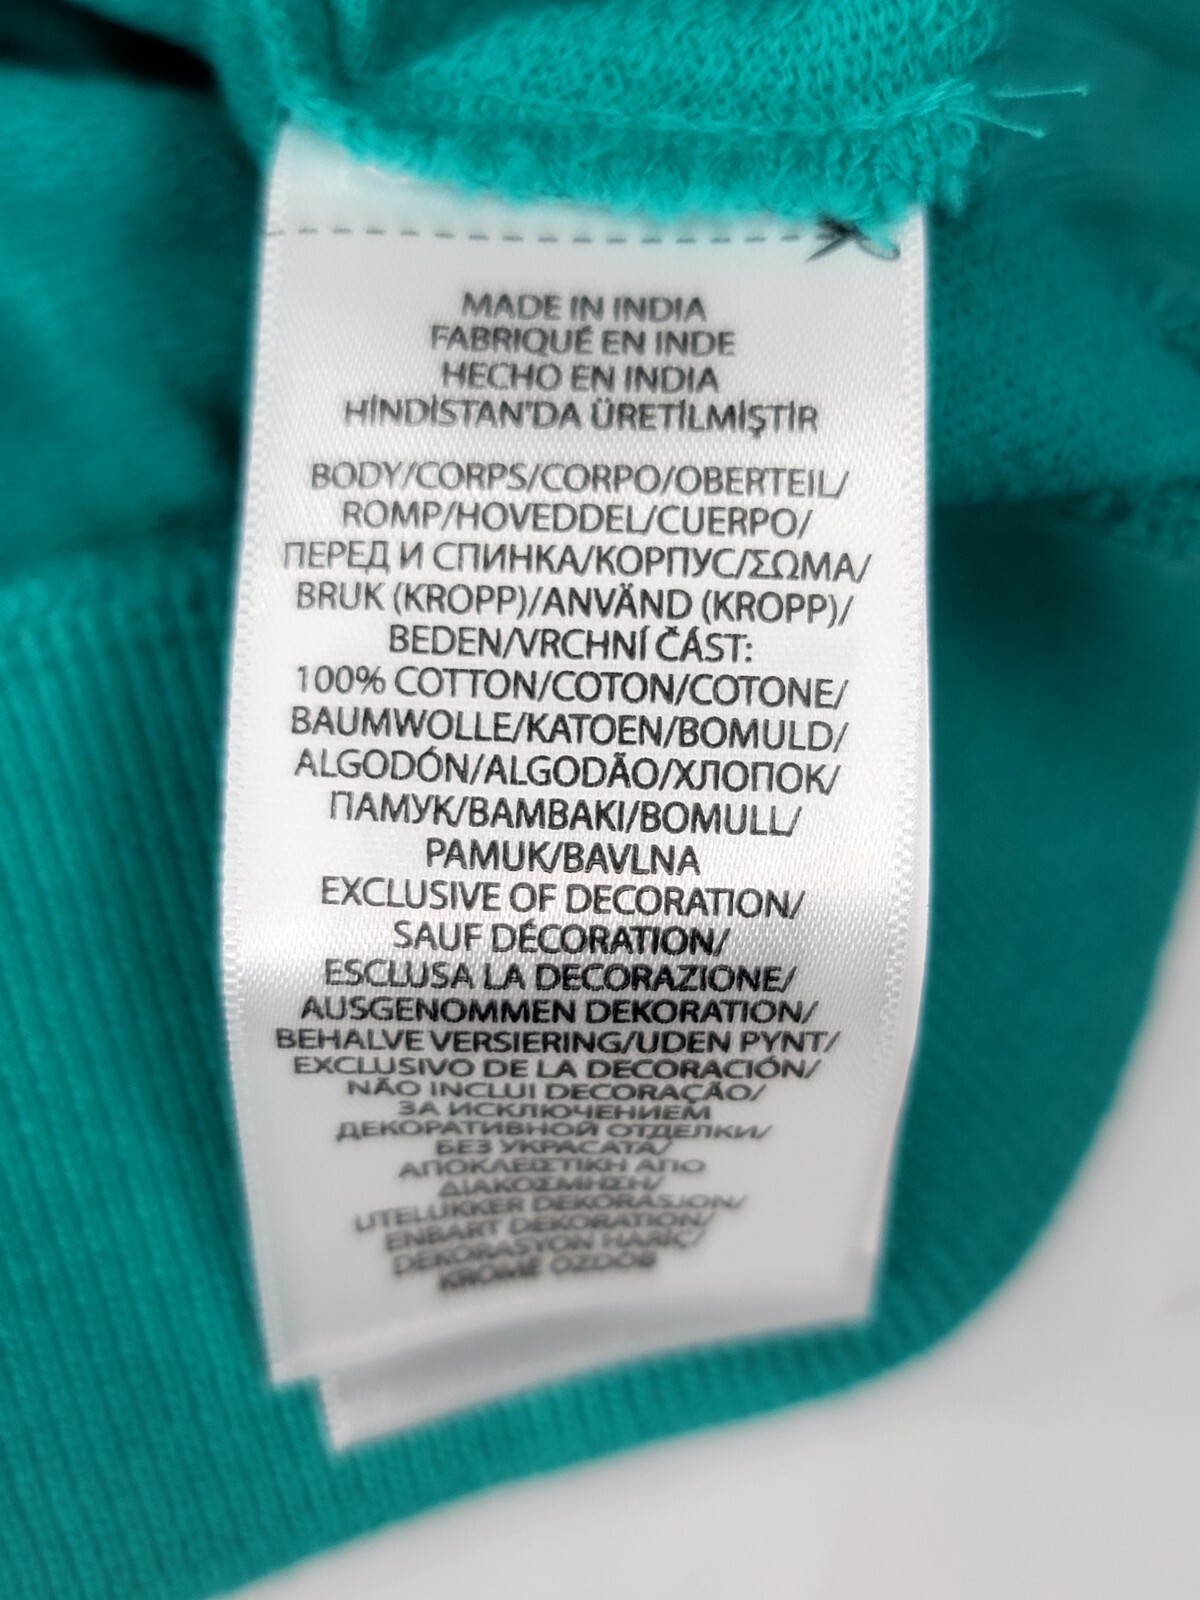 MADE IN INDIA
FABRIQUÉ EN INDE
HECHO EN INDIA
HİNDİSTAN'DA ÜRETİLMİŞTİR
BODY/CORPS/CORPO/OBERTEIL/
ROMP/HOVEDDEL/CUERPO/
ПЕРЕД И СПИНКА/КОРПУС/ΣΩΜΑ/
BRUK (KROPP)/ANVÄND (KROPP)/
BEDEN/VRCHNÍ ČÁST:
100% COTTON/COTON/COTONE/
BAUMWOLLE/KATOEN/BOMULD/
ALGODÓN/ALGODÃO/ХЛОПОК/
ПАМУК/ΒΑΜΒΑΚΙ/BOMULL/
PAMUK/BAVLNA
EXCLUSIVE OF DECORATION/
SAUF DÉCORATION/
ESCLUSA LA DECORAZIONE/
AUSGENOMMEN DEKORATION/
BEHALVE VERSIERING/UDEN PYNT/
EXCLUSIVO DE LA DECORACIÓN/
NÃO INCLUI DECORAÇÃO/
ЗА ИСКЛЮЧЕНИЕМ
ДЕКОРАТИВНОЙ ОТДЕЛКИ/
БЕЗ УКРАСАТА/
ΑΠΟΚΛΕΙΣΤΙΚΗ ΑΠΟ
ΔΙΑΚΟΣΜΗΣΗ/
UTELUKKER DEKORASJON/
ENBART DEKORATION/
DEKORASYON HARİÇ/
KROMĚ OZDOB